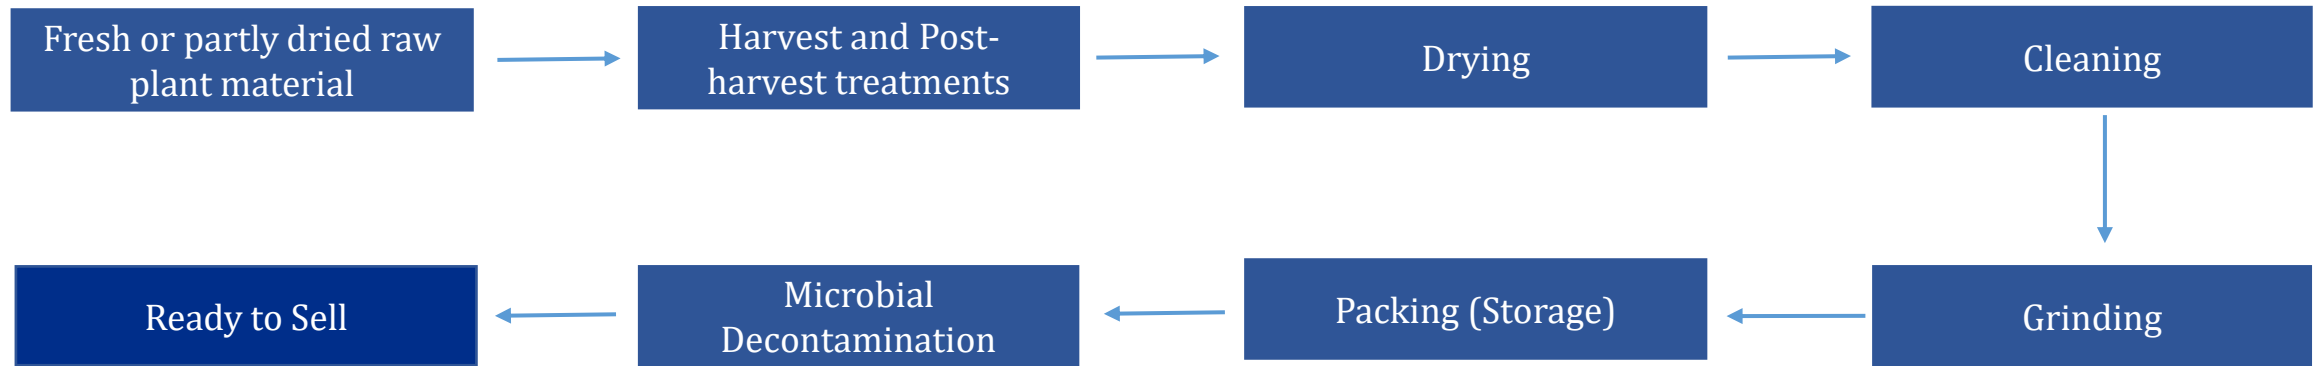 Fresh or partly dried raw
plant material
Harvest and Post-
harvest treatments
Drying
Cleaning
Grinding
Packing (Storage)
Microbial
Decontamination
Ready to Sell